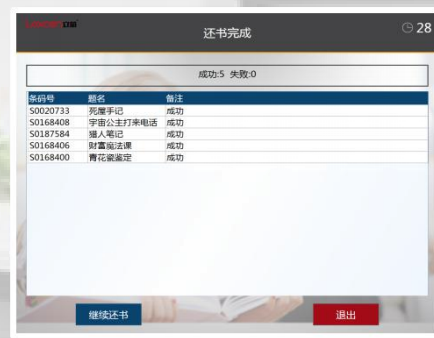 还书完成
28
成功:5 失败:0
条码号 题名 备注
S0020733 死屋手记 成功
S0168408 宇宙公主打来电话 成功
S0187584 猎人笔记 成功
S0168406 财富魔法课 成功
S0168400 青花瓷鉴定 成功
继续还书
退出